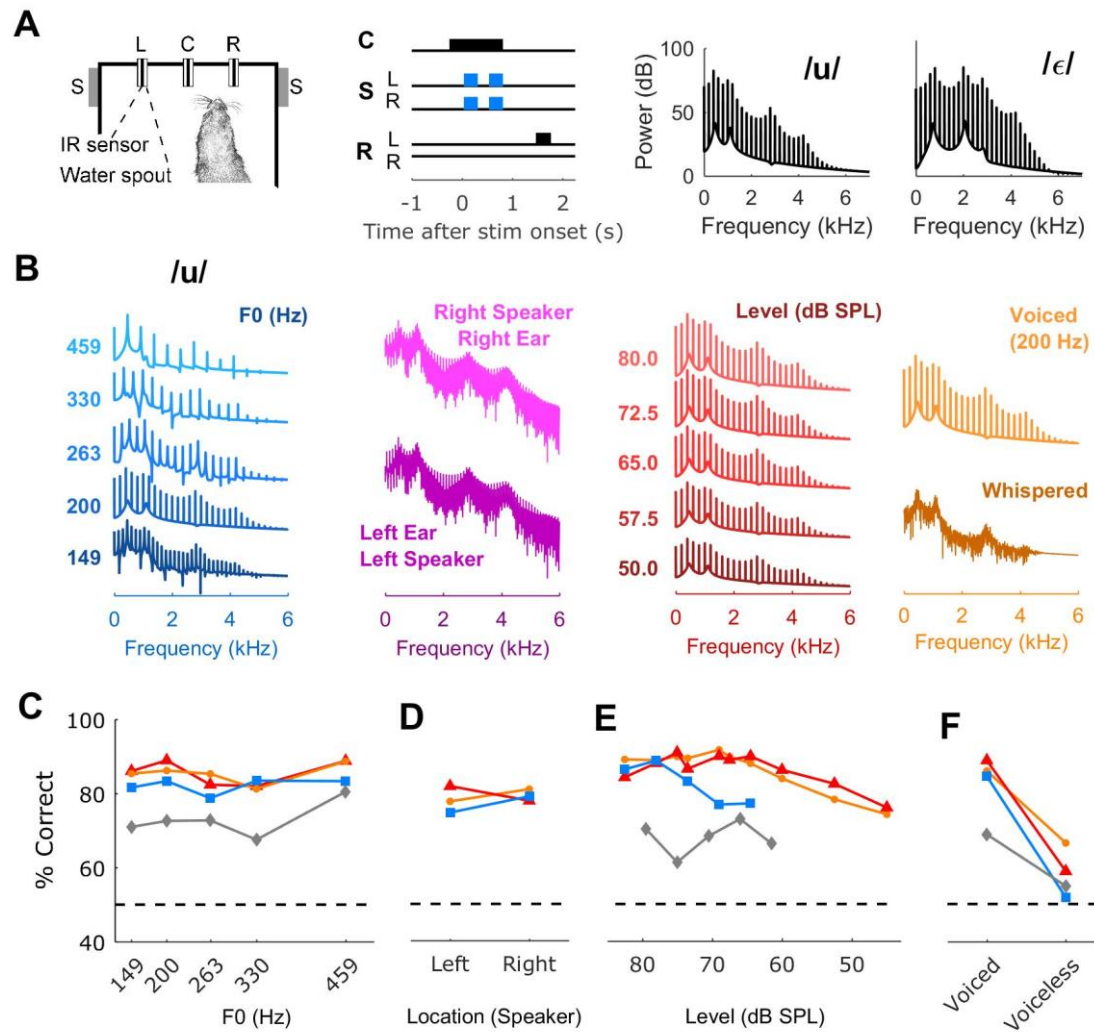 A
L C R
S S
IR sensor
Water spout
C
S L
R
R L
R
-1 0 1 2
Time after stim onset (s)
/u/
Power (dB)
100
50
0
0 2 4 6
Frequency (kHz)
/ϵ/
0 2 4 6
Frequency (kHz)
B
/u/
F0 (Hz)
459
330
263
200
149
0 2 4 6
Frequency (kHz)
Right Speaker
Right Ear
Left Ear
Left Speaker
0 2 4 6
Frequency (kHz)
Level (dB SPL)
80.0
72.5
65.0
57.5
50.0
0 2 4 6
Frequency (kHz)
Voiced
(200 Hz)
Whispered
0 2 4 6
Frequency (kHz)
C
% Correct
100
80
60
40
149 200 263 330 459
F0 (Hz)
D
Left Right
Location (Speaker)
E
80 70 60 50
Level (dB SPL)
F
Voiced
Voiceless